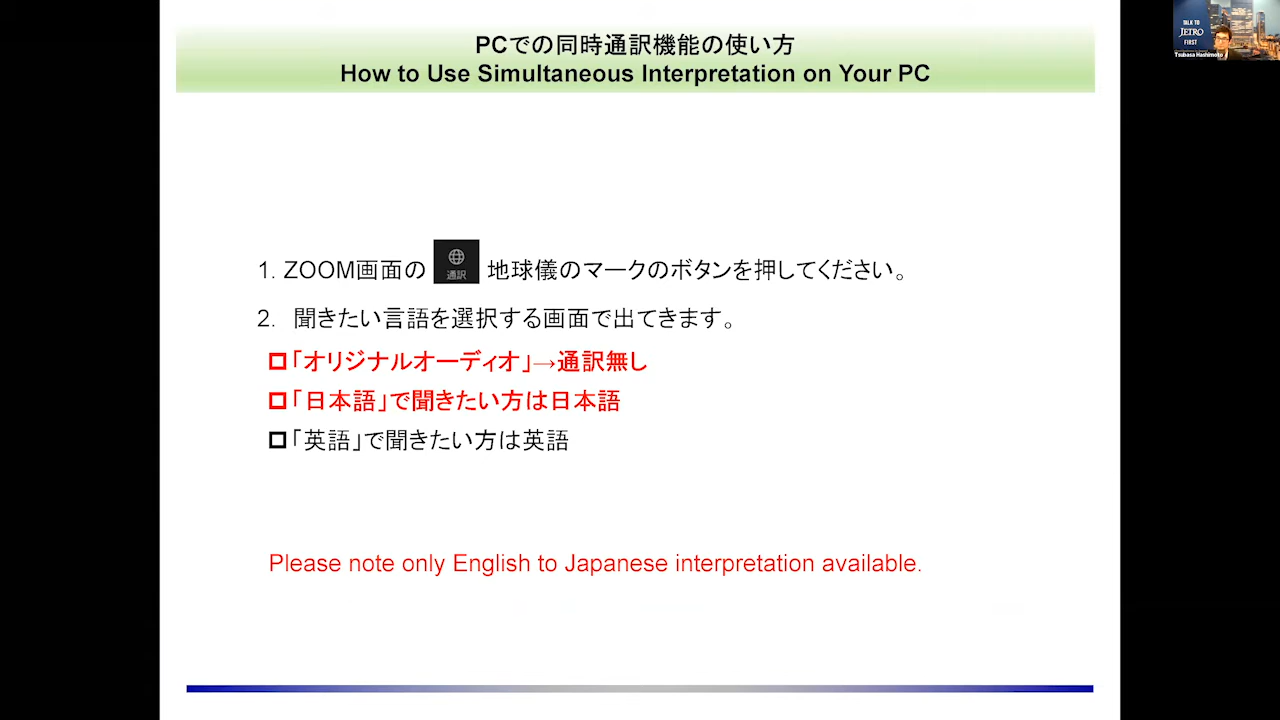 PCでの同時通訳機能の使い方
How to Use Simultaneous Interpretation on Your PC
TALK TO
JETRO
FIRST
Tsubasa Hashimoto
1. ZOOM画面の 通訳 地球儀のマークのボタンを押してください。
2. 聞きたい言語を選択する画面で出てきます。
「オリジナルオーディオ」→通訳無し
「日本語」で聞きたい方は日本語
「英語」で聞きたい方は英語
Please note only English to Japanese interpretation available.